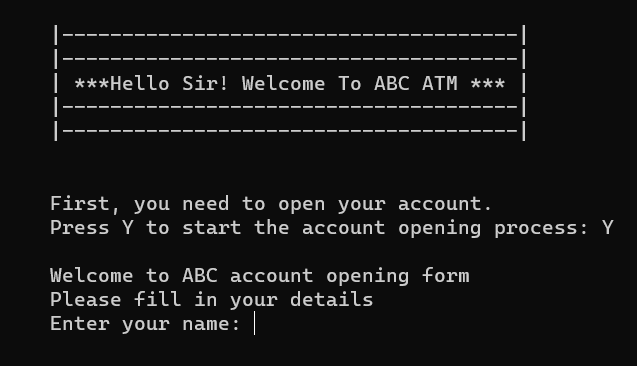 |--------------------------------------|
|--------------------------------------|
| ***Hello Sir! Welcome To ABC ATM *** |
|--------------------------------------|
|--------------------------------------|
First, you need to open your account.
Press Y to start the account opening process: Y
Welcome to ABC account opening form
Please fill in your details
Enter your name: